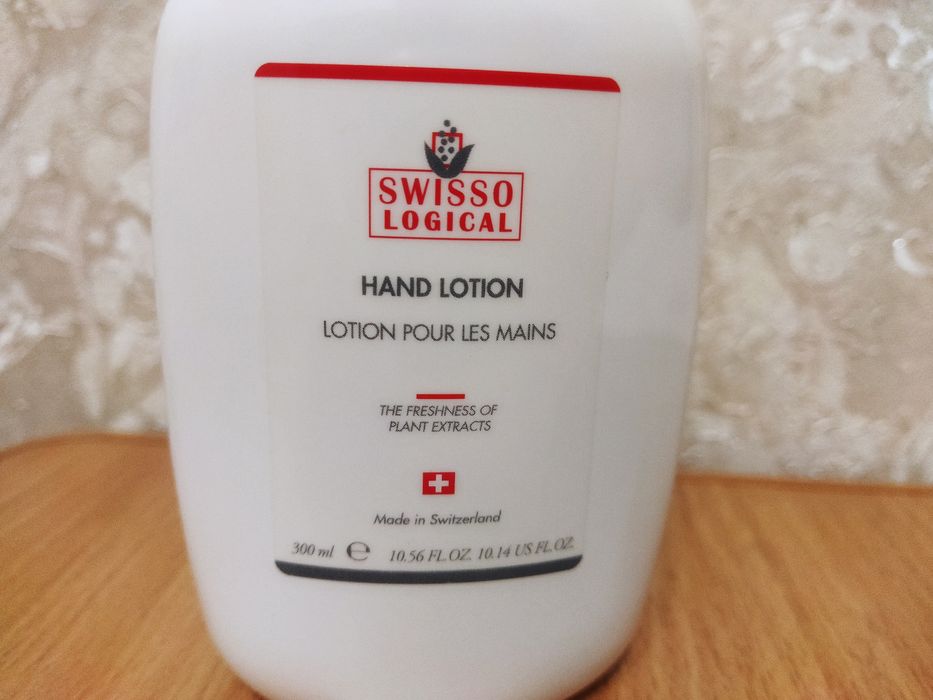 SWISSO
LOGICAL
HAND LOTION
LOTION POUR LES MAINS
THE FRESHNESS OF
PLANT EXTRACTS
Made in Switzerland
300 ml ℮ 10.56 FL.OZ. 10.14 US FL.OZ.